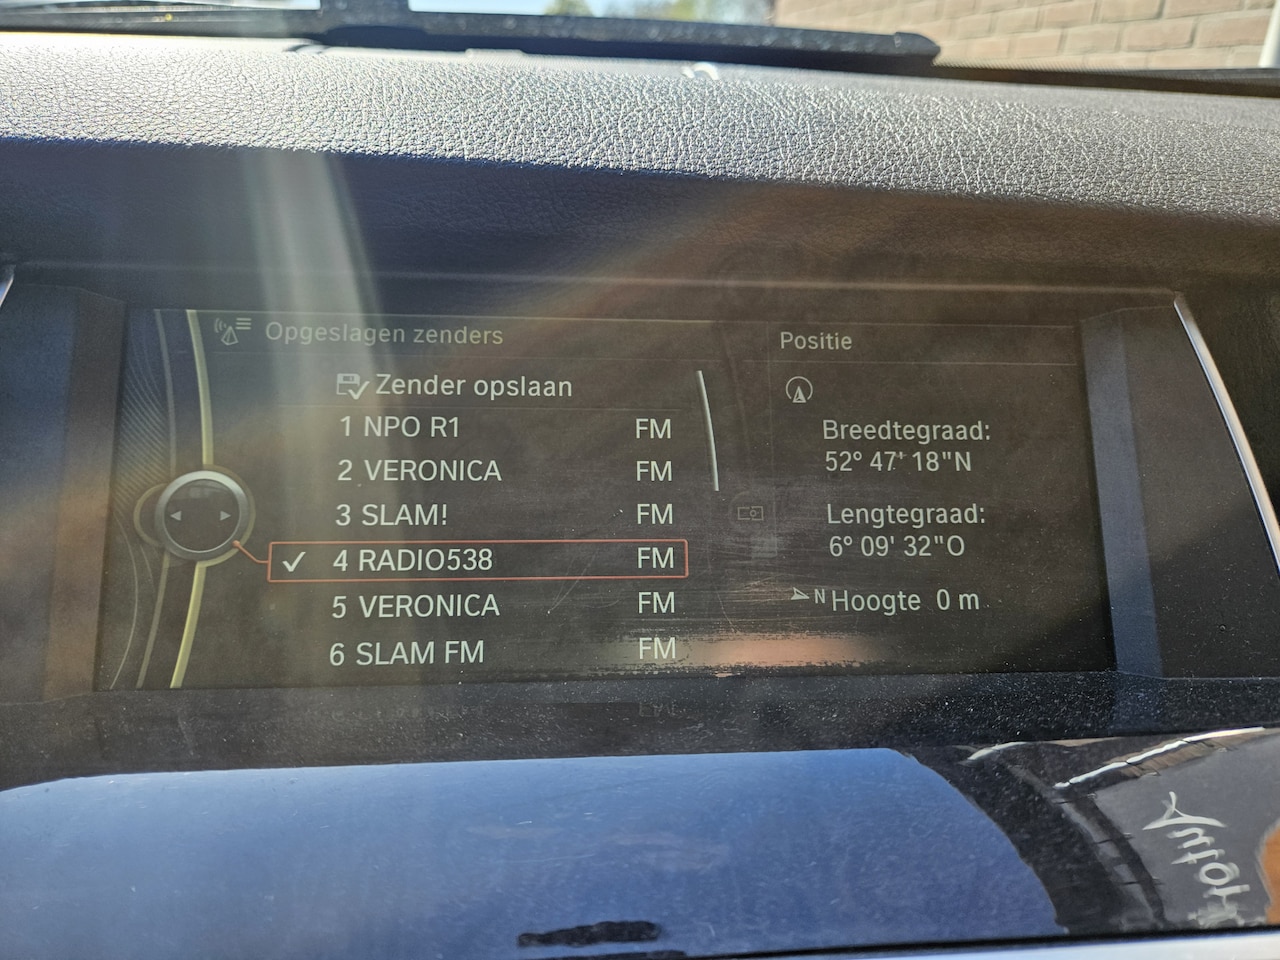 Opgeslagen zenders
Zender opslaan
1 NPO R1 FM
2 VERONICA FM
3 SLAM! FM
4 RADIO538 FM
5 VERONICA FM
6 SLAM FM FM
Positie
Breedtegraad:
52° 47' 18"N
Lengtegraad:
6° 09' 32"O
N Hoogte 0 m